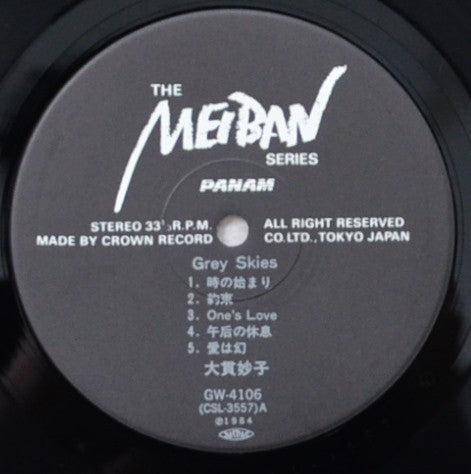 THE
MEIBAN
SERIES
PANAM
STEREO 33⅓R.P.M. ALL RIGHT RESERVED
MADE BY CROWN RECORD CO.LTD.,TOKYO JAPAN
Grey Skies
1. 時の始まり
2. 約束
3. One's Love
4. 午后の休息
5. 愛は幻
大貫妙子
GW-4106
(CSL-3557)A
℗1984